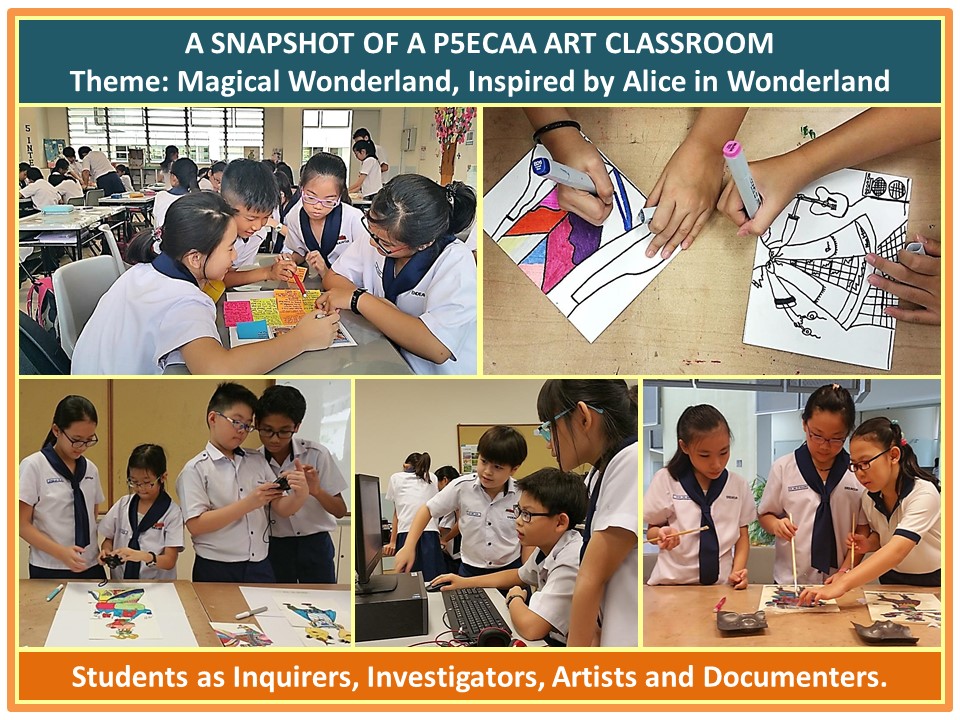 A SNAPSHOT OF A P5ECAA ART CLASSROOM
Theme: Magical Wonderland, Inspired by Alice in Wonderland
Students as Inquirers, Investigators, Artists and Documenters.